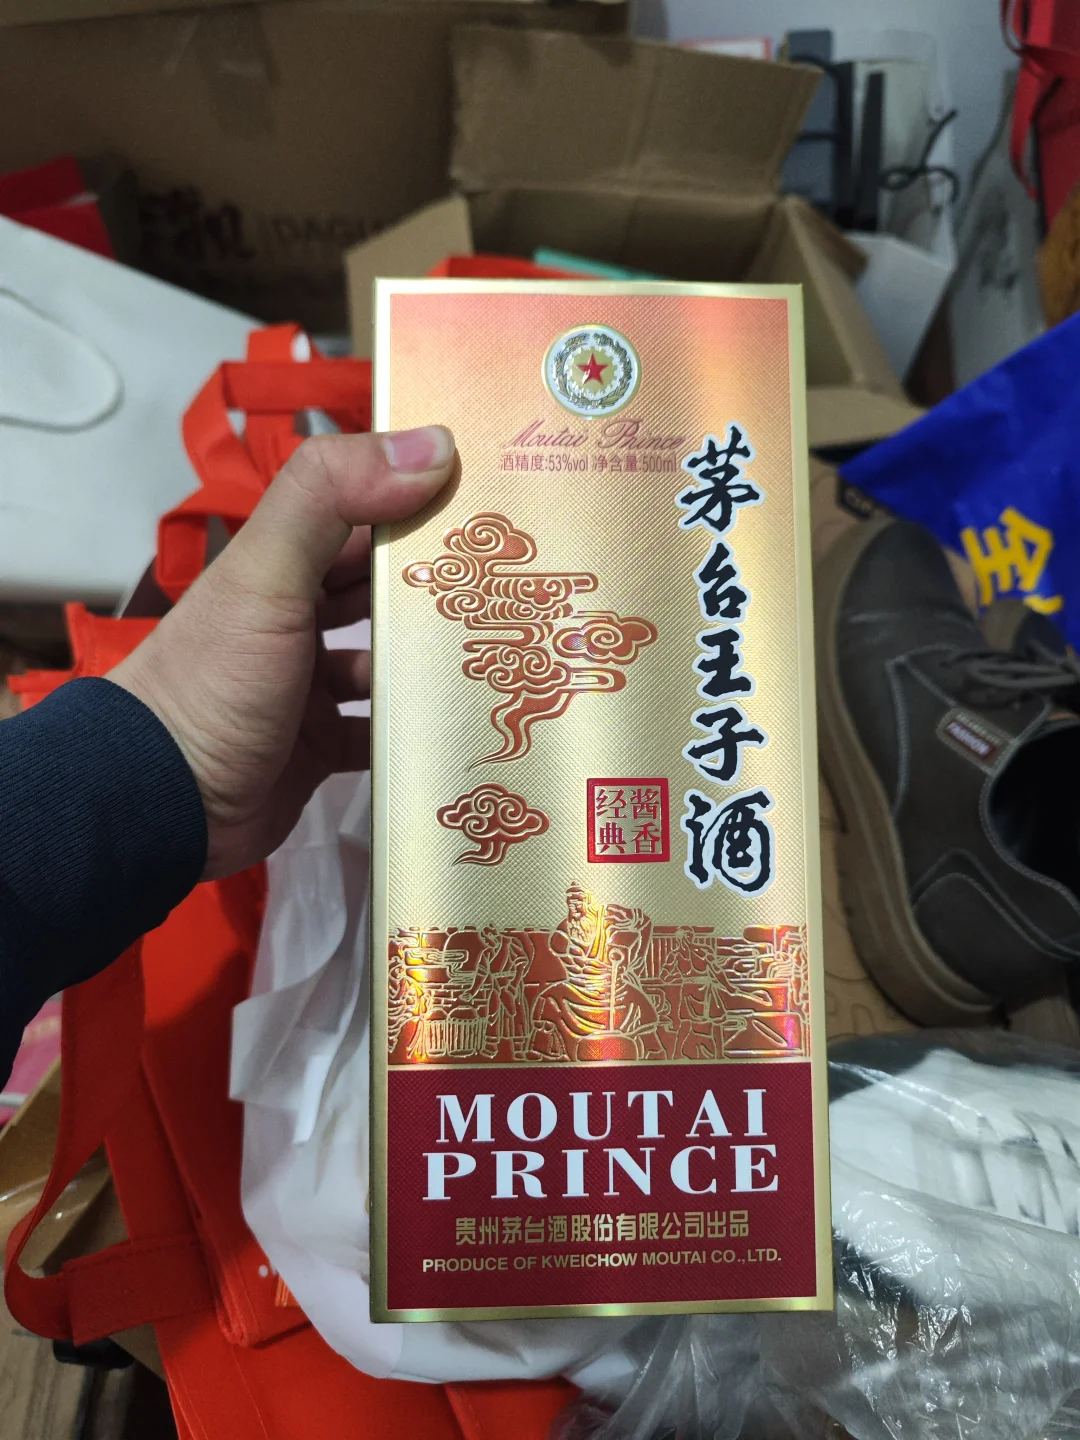 Moutai Prince
酒精度:53%vol 净含量:500ml
茅台王子酒
酱香
经典
MOUTAI
PRINCE
贵州茅台酒股份有限公司出品
PRODUCE OF KWEICHOW MOUTAI CO.,LTD.
全
FASHION